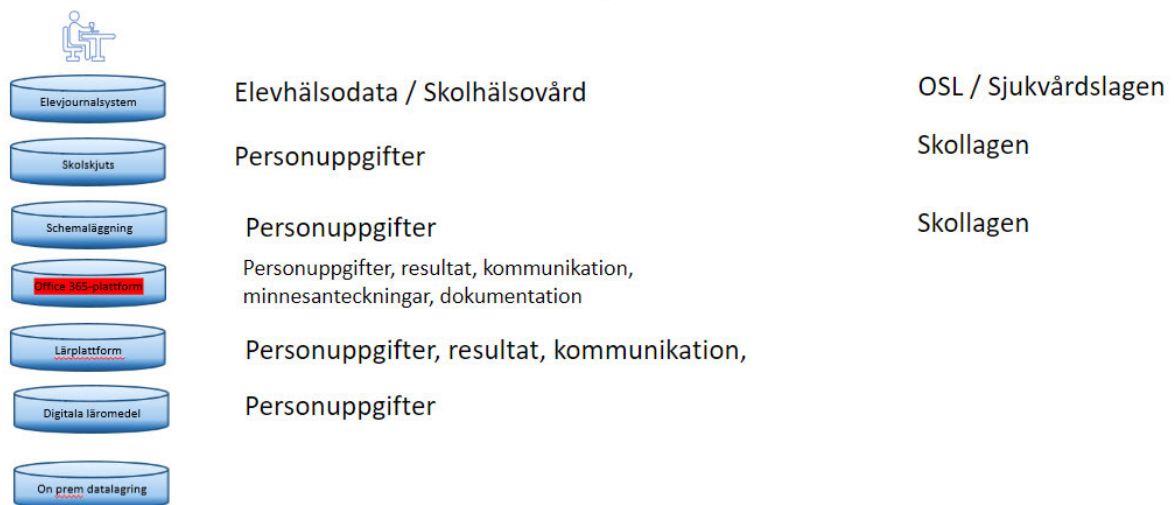 Elevjournalsystem
Elevhälsodata / Skolhälsovård
OSL / Sjukvårdslagen
Skolskjuts
Personuppgifter
Skollagen
Schemaläggning
Personuppgifter
Skollagen
Office 365-plattform
Personuppgifter, resultat, kommunikation,
minnesanteckningar, dokumentation
Lärplattform
Personuppgifter, resultat, kommunikation,
Digitala läromedel
Personuppgifter
On prem datalagring